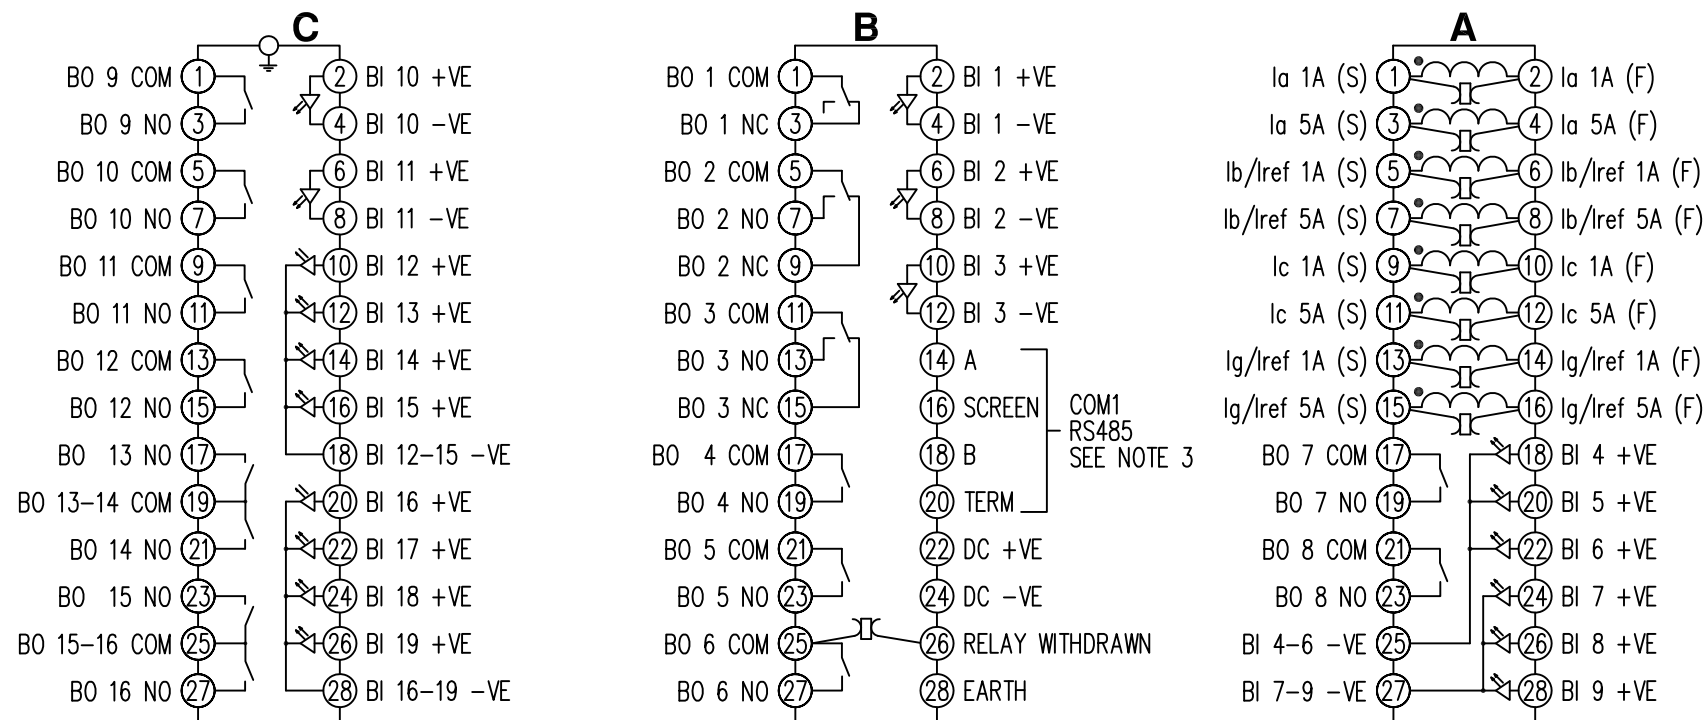 C
BO 9 COM 1 2 BI 10 +VE
BO 9 NO 3 4 BI 10 -VE
BO 10 COM 5 6 BI 11 +VE
BO 10 NO 7 8 BI 11 -VE
BO 11 COM 9 10 BI 12 +VE
BO 11 NO 11 12 BI 13 +VE
BO 12 COM 13 14 BI 14 +VE
BO 12 NO 15 16 BI 15 +VE
BO 13 NO 17 18 BI 12-15 -VE
BO 13-14 COM 19 20 BI 16 +VE
BO 14 NO 21 22 BI 17 +VE
BO 15 NO 23 24 BI 18 +VE
BO 15-16 COM 25 26 BI 19 +VE
BO 16 NO 27 28 BI 16-19 -VE
B
BO 1 COM 1 2 BI 1 +VE
BO 1 NC 3 4 BI 1 -VE
BO 2 COM 5 6 BI 2 +VE
BO 2 NO 7 8 BI 2 -VE
BO 2 NC 9 10 BI 3 +VE
BO 3 COM 11 12 BI 3 -VE
BO 3 NO 13 14 A
BO 3 NC 15 16 SCREEN
BO 4 COM 17 18 B
BO 4 NO 19 20 TERM
COM1
RS485
SEE NOTE 3
BO 5 COM 21 22 DC +VE
BO 5 NO 23 24 DC -VE
BO 6 COM 25 26 RELAY WITHDRAWN
BO 6 NO 27 28 EARTH
A
Ia 1A (S) 1 2 Ia 1A (F)
Ia 5A (S) 3 4 Ia 5A (F)
Ib/Iref 1A (S) 5 6 Ib/Iref 1A (F)
Ib/Iref 5A (S) 7 8 Ib/Iref 5A (F)
Ic 1A (S) 9 10 Ic 1A (F)
Ic 5A (S) 11 12 Ic 5A (F)
Ig/Iref 1A (S) 13 14 Ig/Iref 1A (F)
Ig/Iref 5A (S) 15 16 Ig/Iref 5A (F)
BO 7 COM 17 18 BI 4 +VE
BO 7 NO 19 20 BI 5 +VE
BO 8 COM 21 22 BI 6 +VE
BO 8 NO 23 24 BI 7 +VE
BI 4-6 -VE 25 26 BI 8 +VE
BI 7-9 -VE 27 28 BI 9 +VE